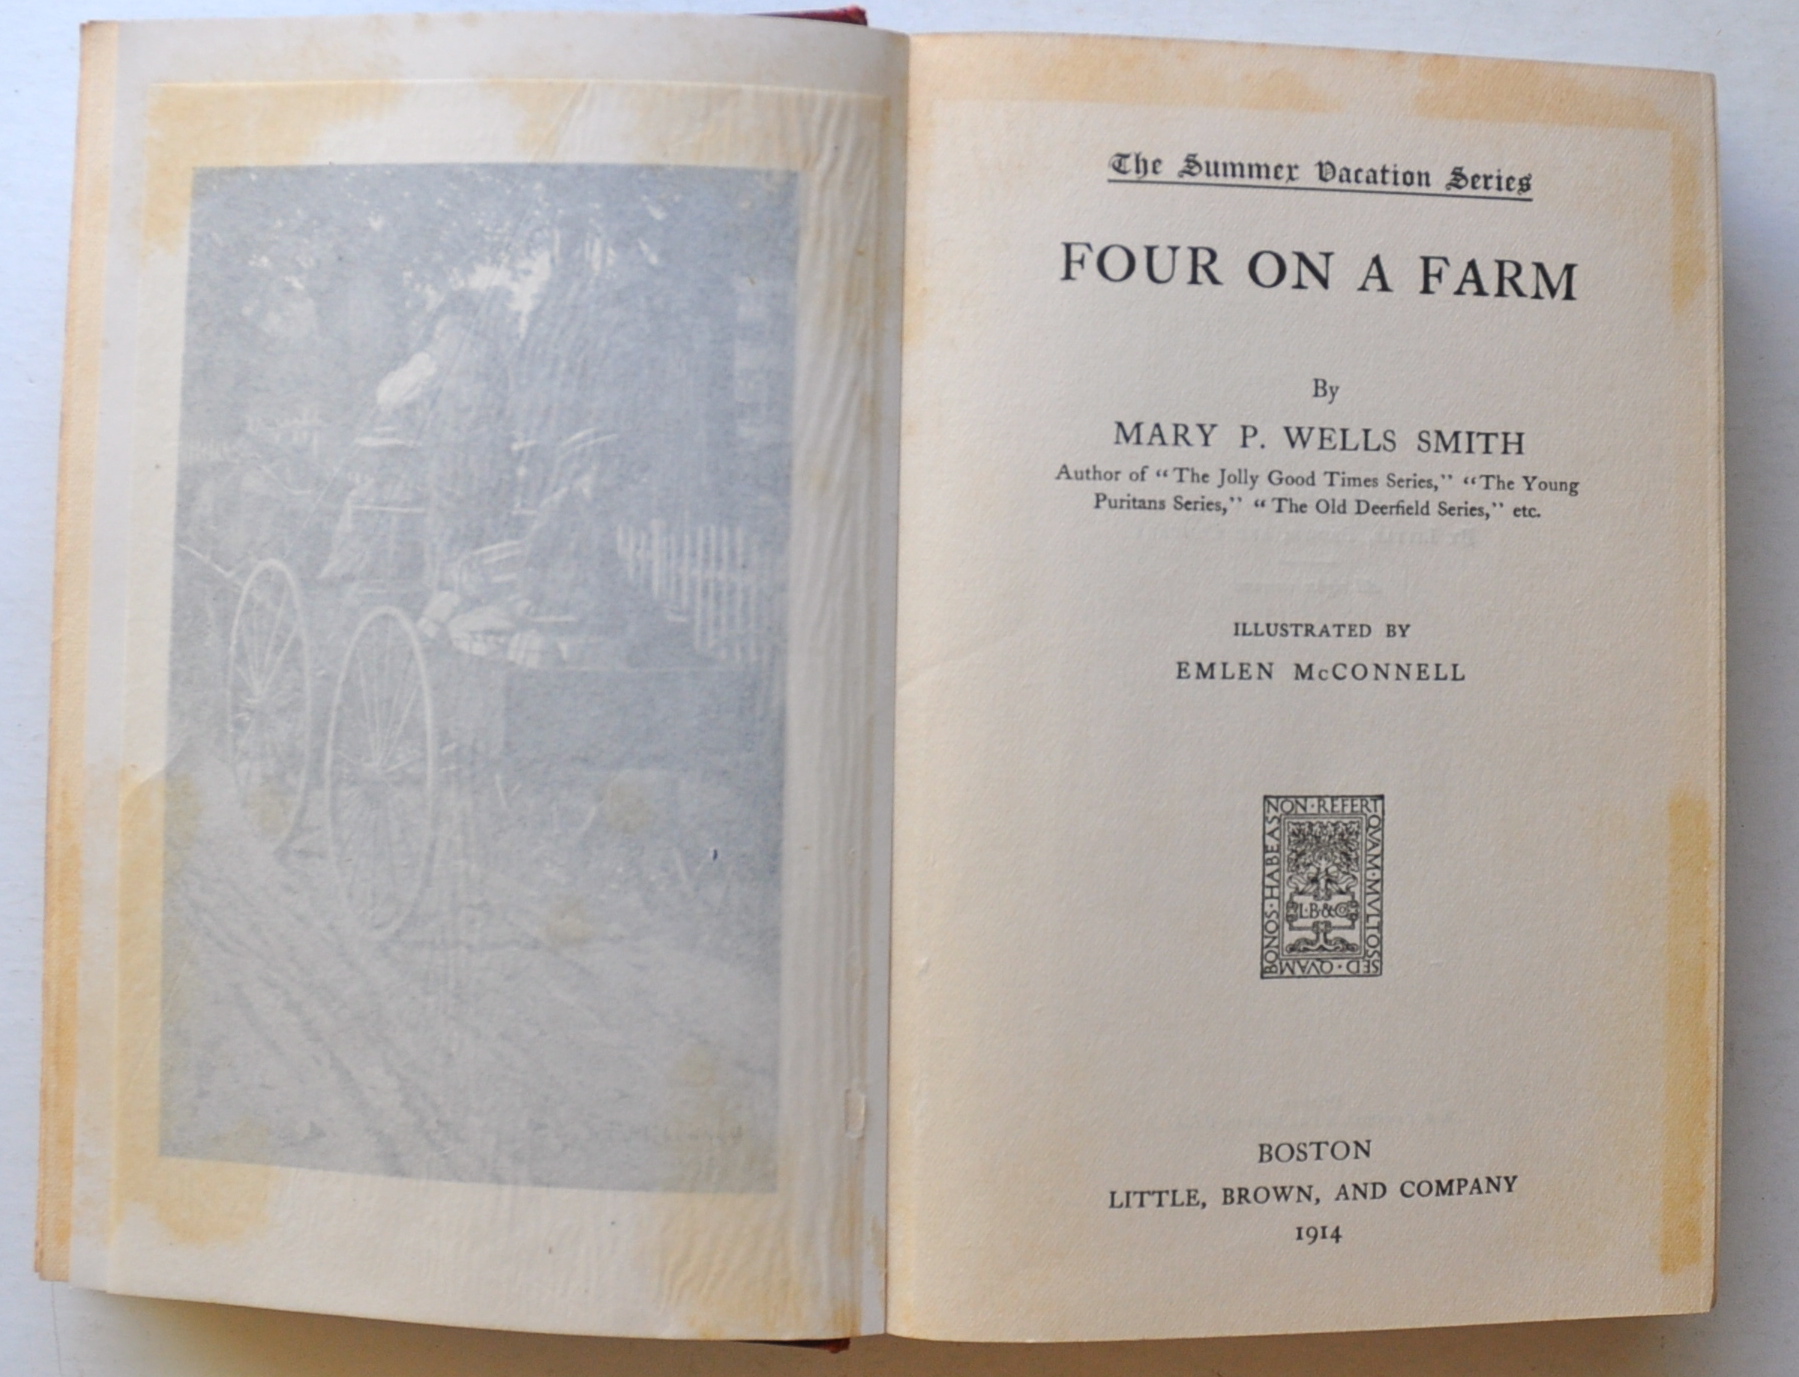 The Summer Vacation Series
FOUR ON A FARM
By
MARY P. WELLS SMITH
Author of “The Jolly Good Times Series,” “The Young
Puritans Series,” “The Old Deerfield Series,” etc.
ILLUSTRATED BY
EMLEN McCONNELL
NON·REFERT
QVAM·MVLTOS
SED·QVAM
BONOS·HABEAS
L·B·&Co
BOSTON
LITTLE, BROWN, AND COMPANY
1914